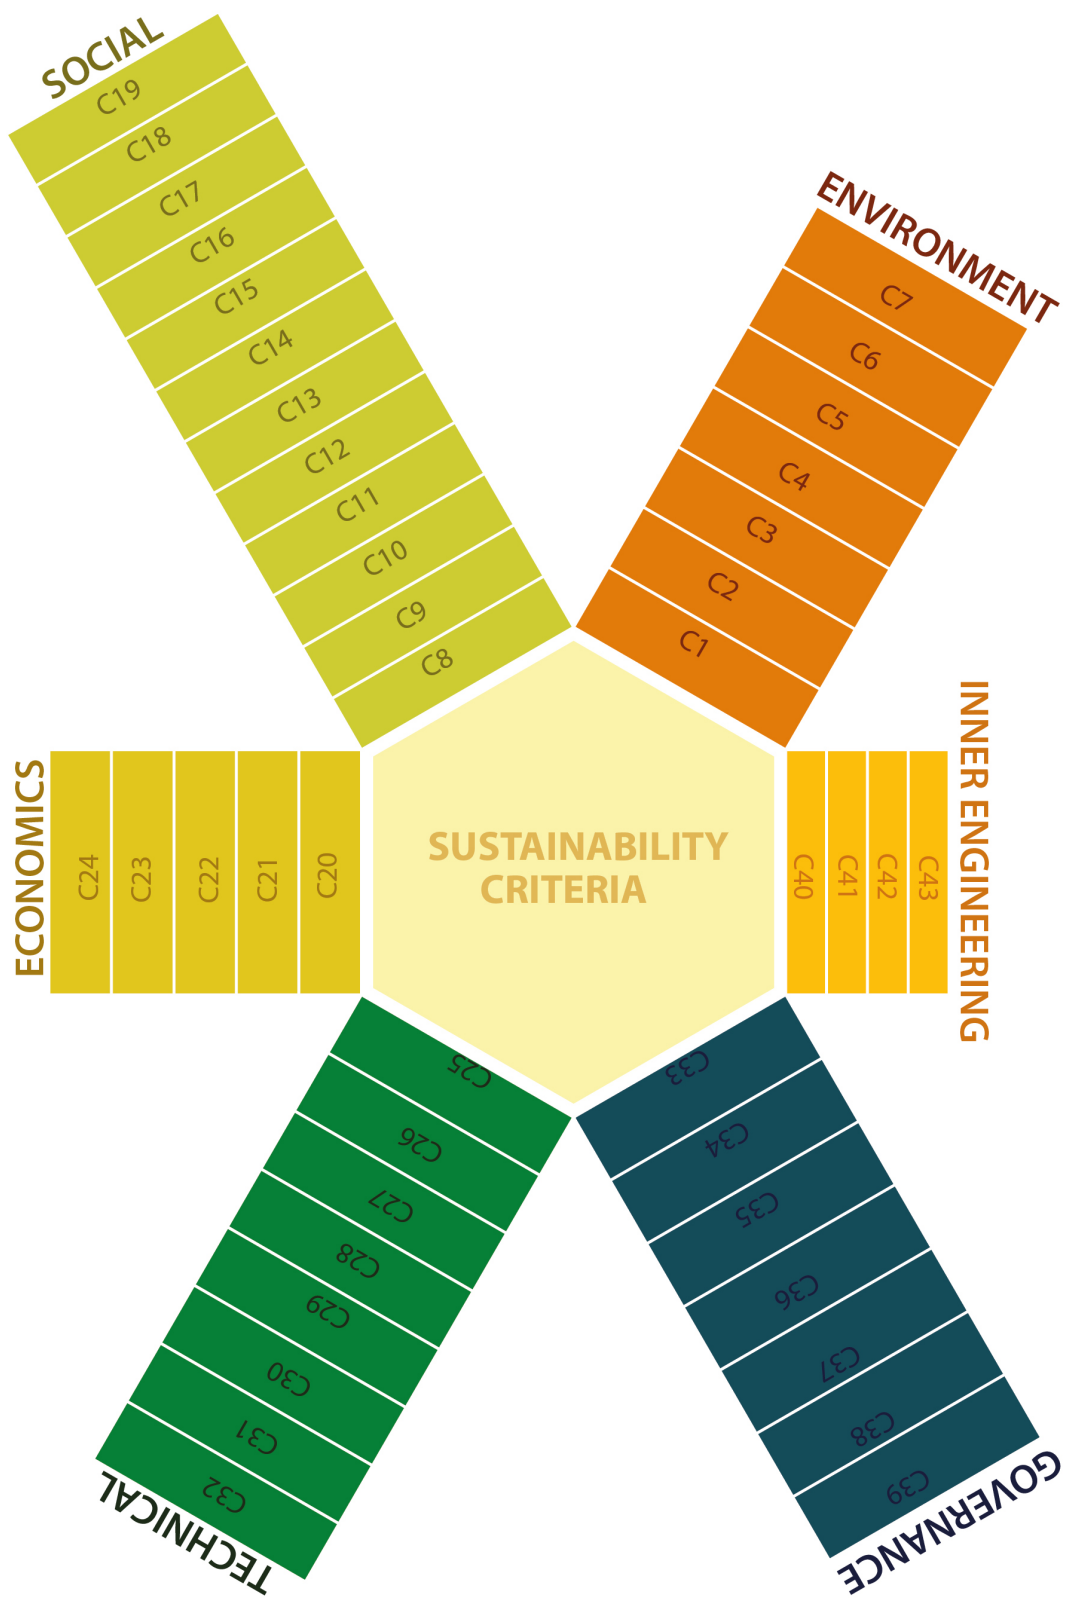 SOCIAL
C19
C18
C17
C16
C15
C14
C13
C12
C11
C10
C9
C8
ENVIRONMENT
C7
C6
C5
C4
C3
C2
C1
ECONOMICS
C24
C23
C22
C21
C20
SUSTAINABILITY
CRITERIA
C40
C41
C42
C43
INNER ENGINEERING
C25
C26
C27
C28
C29
C30
C31
C32
TECHNICAL
C33
C34
C35
C36
C37
C38
C39
GOVERNANCE